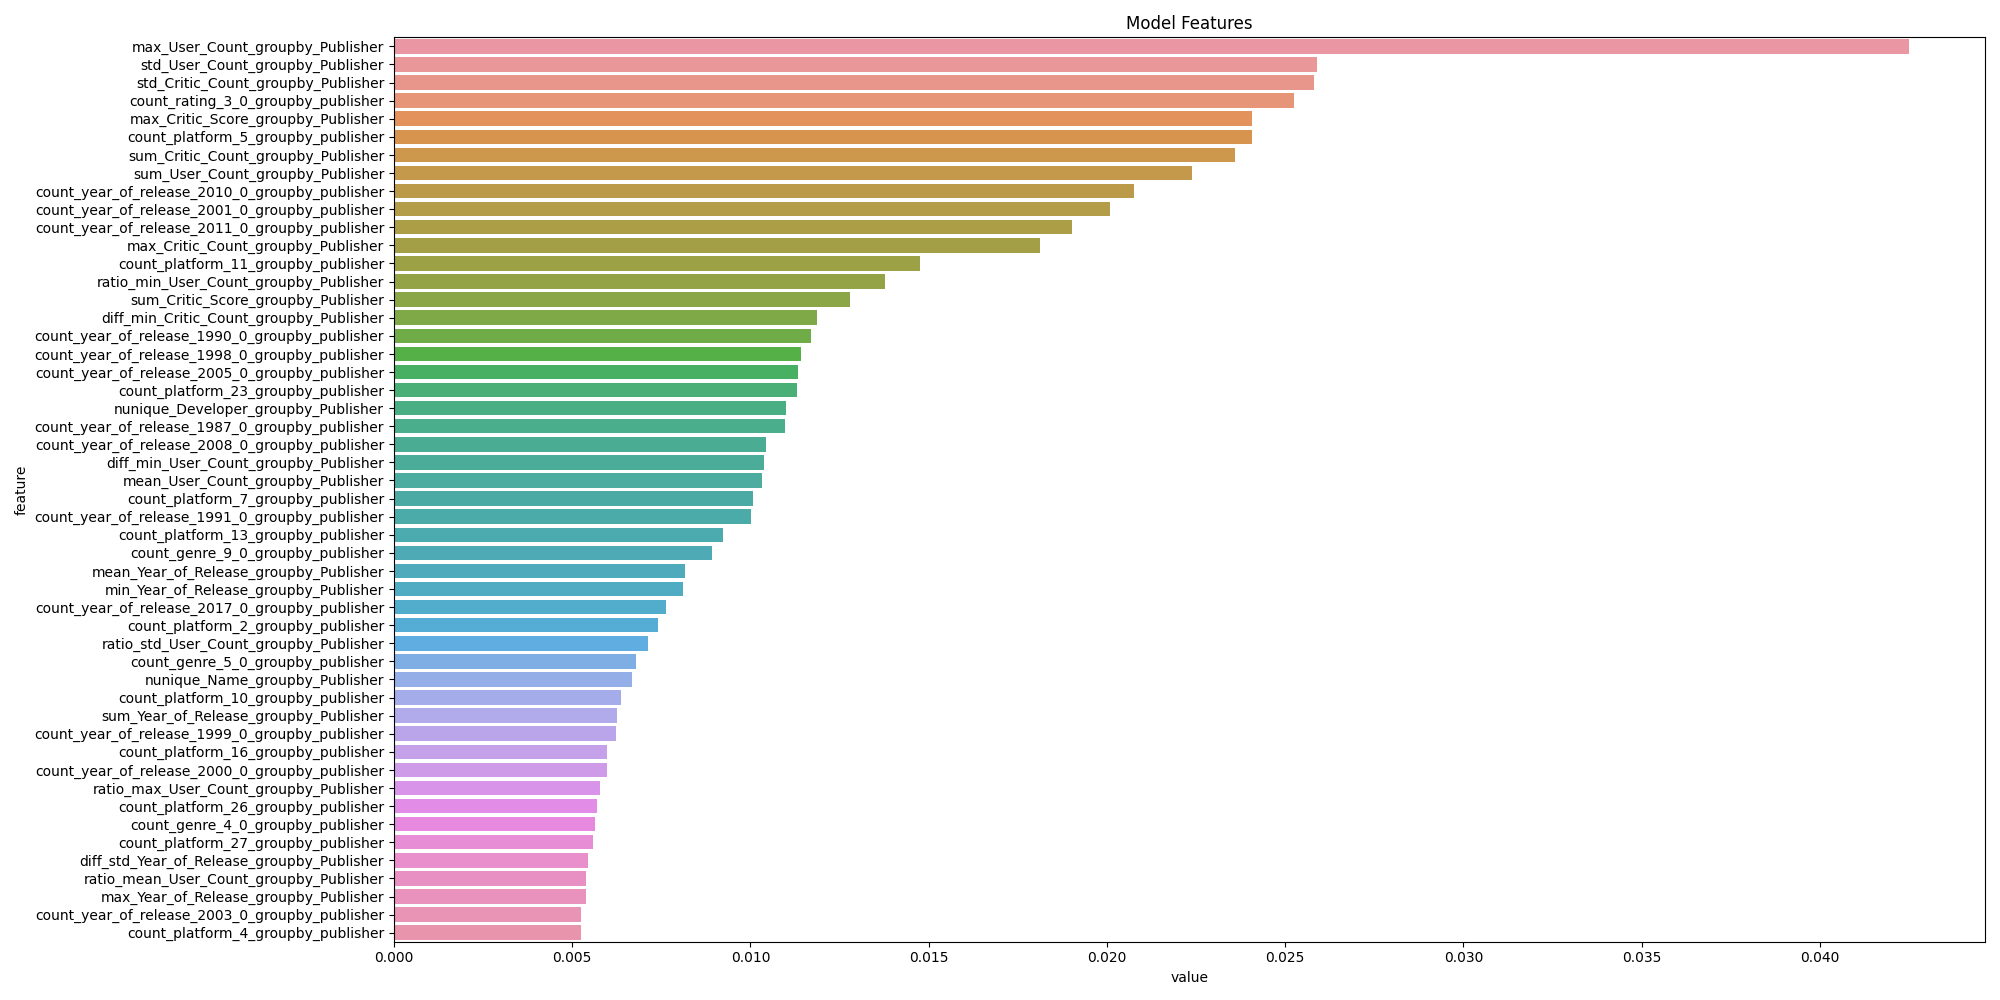 Model Features
max_User_Count_groupby_Publisher
std_User_Count_groupby_Publisher
std_Critic_Count_groupby_Publisher
count_rating_3_0_groupby_publisher
max_Critic_Score_groupby_Publisher
count_platform_5_groupby_publisher
sum_Critic_Count_groupby_Publisher
sum_User_Count_groupby_Publisher
count_year_of_release_2010_0_groupby_publisher
count_year_of_release_2001_0_groupby_publisher
count_year_of_release_2011_0_groupby_publisher
max_Critic_Count_groupby_Publisher
count_platform_11_groupby_publisher
ratio_min_User_Count_groupby_Publisher
sum_Critic_Score_groupby_Publisher
diff_min_Critic_Count_groupby_Publisher
count_year_of_release_1990_0_groupby_publisher
count_year_of_release_1998_0_groupby_publisher
count_year_of_release_2005_0_groupby_publisher
count_platform_23_groupby_publisher
nunique_Developer_groupby_Publisher
count_year_of_release_1987_0_groupby_publisher
count_year_of_release_2008_0_groupby_publisher
diff_min_User_Count_groupby_Publisher
mean_User_Count_groupby_Publisher
count_platform_7_groupby_publisher
count_year_of_release_1991_0_groupby_publisher
count_platform_13_groupby_publisher
count_genre_9_0_groupby_publisher
mean_Year_of_Release_groupby_Publisher
min_Year_of_Release_groupby_Publisher
count_year_of_release_2017_0_groupby_publisher
count_platform_2_groupby_publisher
ratio_std_User_Count_groupby_Publisher
count_genre_5_0_groupby_publisher
nunique_Name_groupby_Publisher
count_platform_10_groupby_publisher
sum_Year_of_Release_groupby_Publisher
count_year_of_release_1999_0_groupby_publisher
count_platform_16_groupby_publisher
count_year_of_release_2000_0_groupby_publisher
ratio_max_User_Count_groupby_Publisher
count_platform_26_groupby_publisher
count_genre_4_0_groupby_publisher
count_platform_27_groupby_publisher
diff_std_Year_of_Release_groupby_Publisher
ratio_mean_User_Count_groupby_Publisher
max_Year_of_Release_groupby_Publisher
count_year_of_release_2003_0_groupby_publisher
count_platform_4_groupby_publisher
feature
0.000 0.005 0.010 0.015 0.020 0.025 0.030 0.035 0.040
value